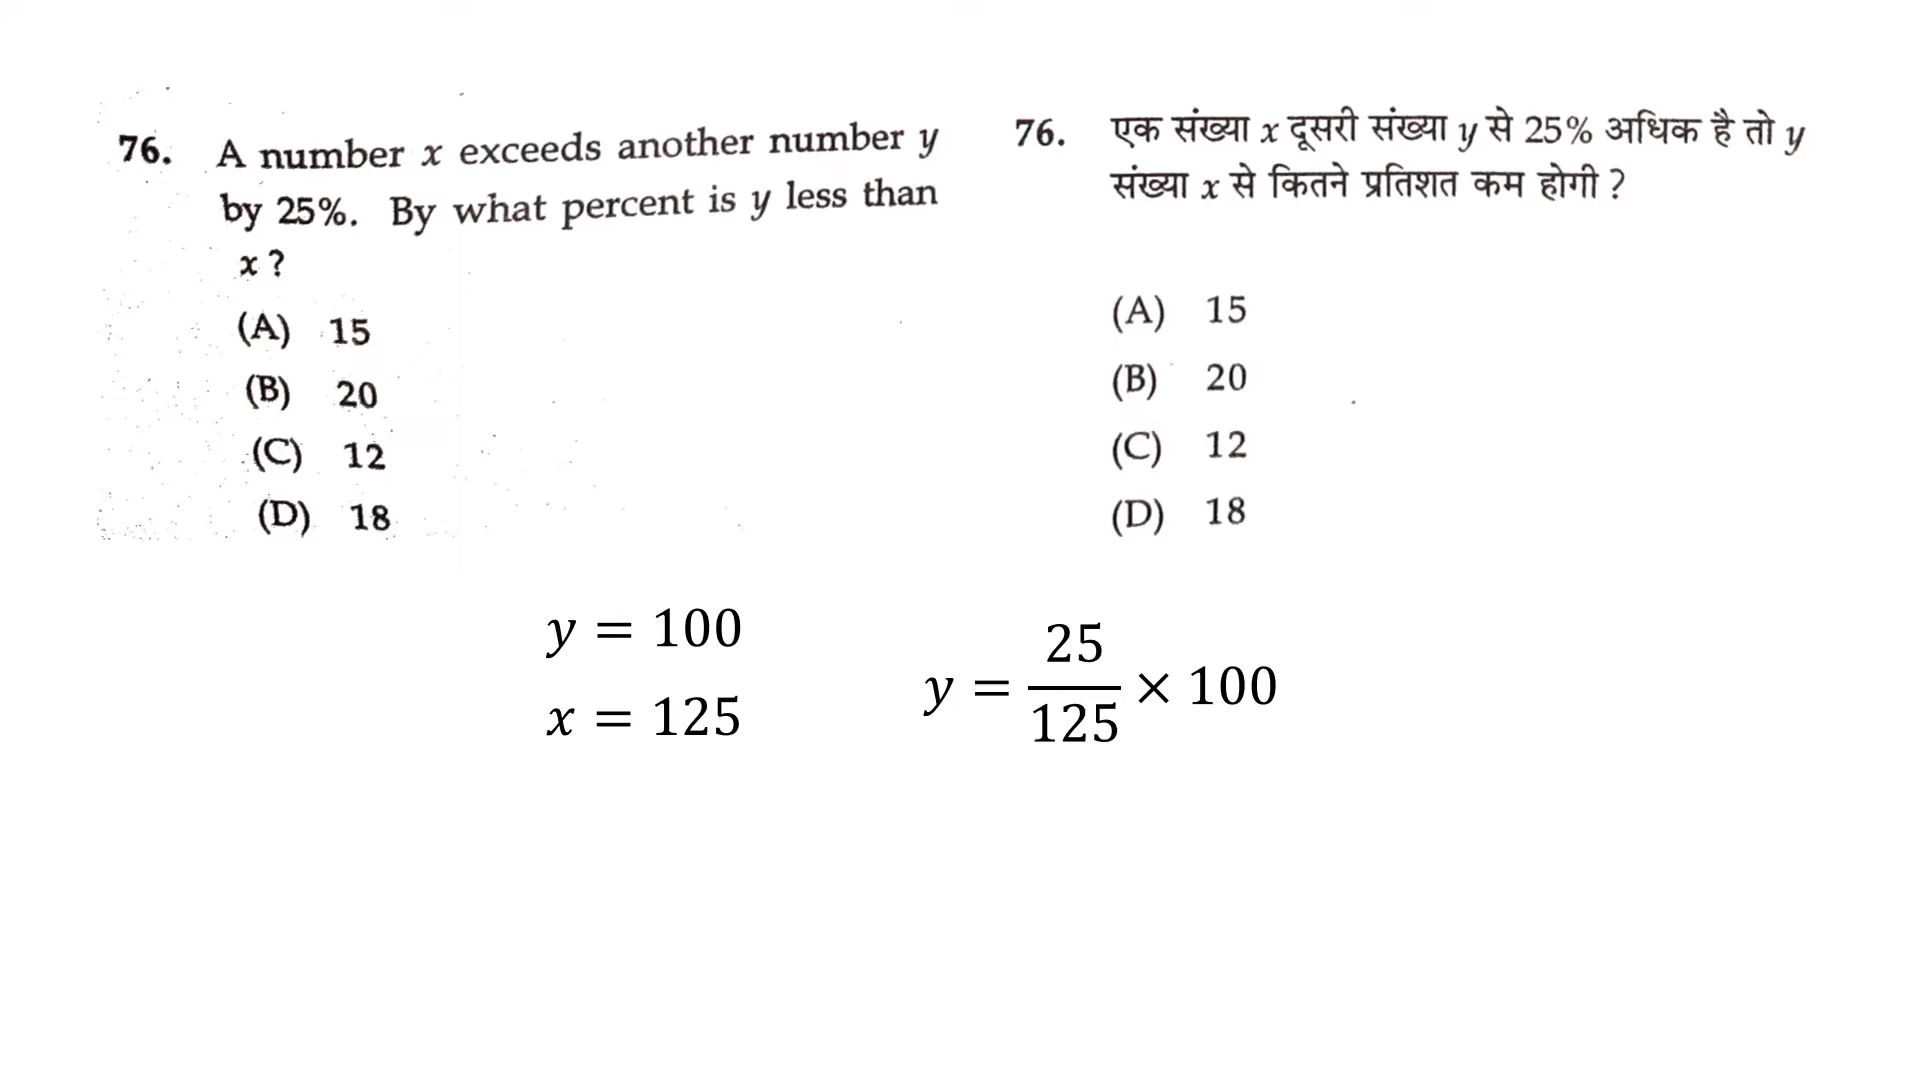 76. A number x exceeds another number y
by 25%. By what percent is y less than
x ?
(A) 15
(B) 20
(C) 12
(D) 18
76. एक संख्या x दूसरी संख्या y से 25% अधिक है तो y
संख्या x से कितने प्रतिशत कम होगी ?
(A) 15
(B) 20
(C) 12
(D) 18
y = 100
x = 125
y = 25/125 × 100